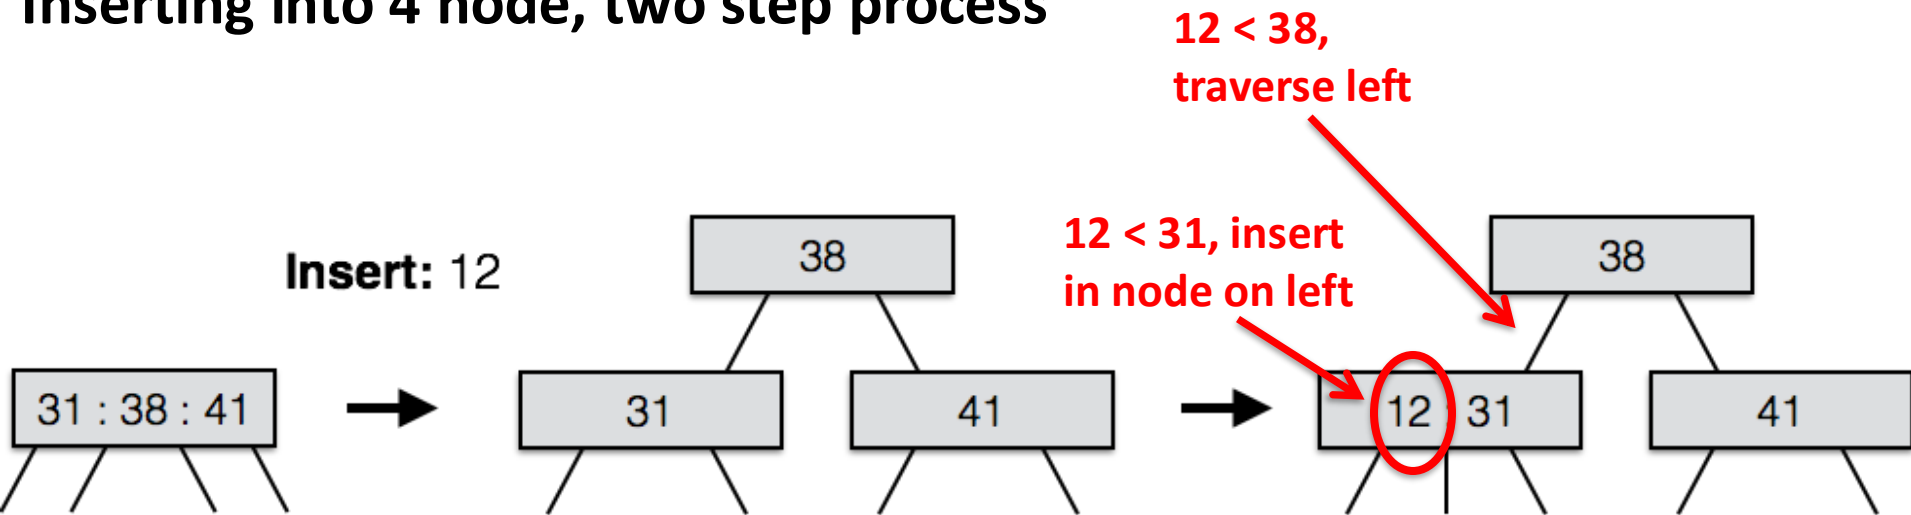 Inserting into 4 node, two step process
12 < 38,
traverse left
12 < 31, insert
in node on left
Insert: 12
38
38
31 : 38 : 41
31
41
12 : 31
41